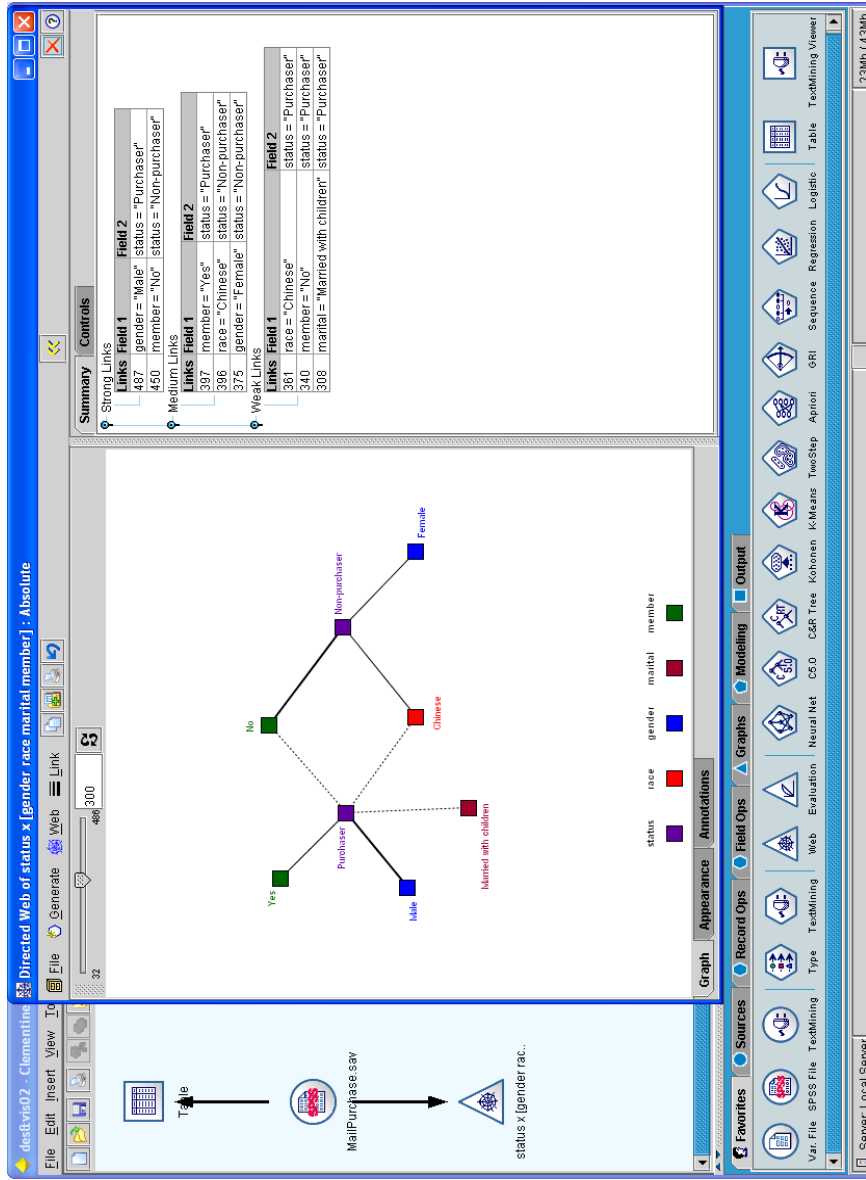 des&vis02 - Clementine
File Edit Insert View To
Directed Web of status x [gender race marital member] : Absolute
File Generate Web Link
32
486
300
Yes
No
Purchaser
Non-purchaser
Male
Chinese
Female
Married with children
status race gender marital member
Graph Appearance Annotations
Summary Controls
Strong Links
Links Field 1 Field 2
487 gender = "Male" status = "Purchaser"
450 member = "No" status = "Non-purchaser"
Medium Links
Links Field 1 Field 2
397 member = "Yes" status = "Purchaser"
396 race = "Chinese" status = "Non-purchaser"
375 gender = "Female" status = "Non-purchaser"
Weak Links
Links Field 1 Field 2
361 race = "Chinese" status = "Purchaser"
340 member = "No" status = "Purchaser"
308 marital = "Married with children" status = "Purchaser"
Table
SPSS
MailPurchase.sav
status x [gender rac..
Favorites Sources Record Ops Field Ops Graphs Modeling Output
Var. File SPSS File TextMining Type TextMining Web Evaluation Neural Net C5.0 C&R Tree Kohonen K-Means TwoStep Apriori GRI Sequence Regression Logistic Table TextMining Viewer
Server: Local Server
23Mb / 43Mb